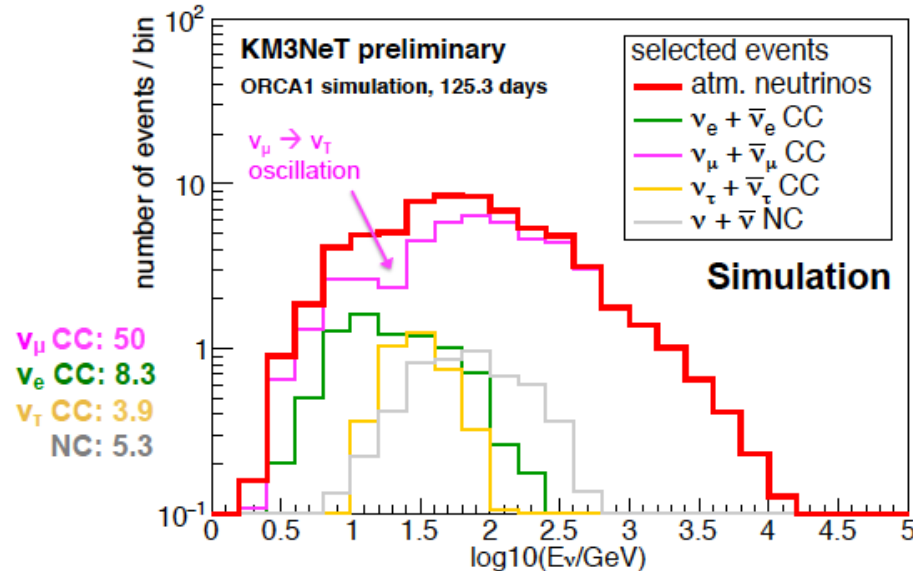 KM3NeT preliminary
ORCA1 simulation, 125.3 days
νμ → ντ
oscillation
selected events
atm. neutrinos
νe + ν̄e CC
νμ + ν̄μ CC
ντ + ν̄τ CC
ν + ν̄ NC
Simulation
νμ CC: 50
νe CC: 8.3
ντ CC: 3.9
NC: 5.3
number of events / bin
10²
10
1
10⁻¹
0 0.5 1 1.5 2 2.5 3 3.5 4 4.5 5
log10(Eν/GeV)